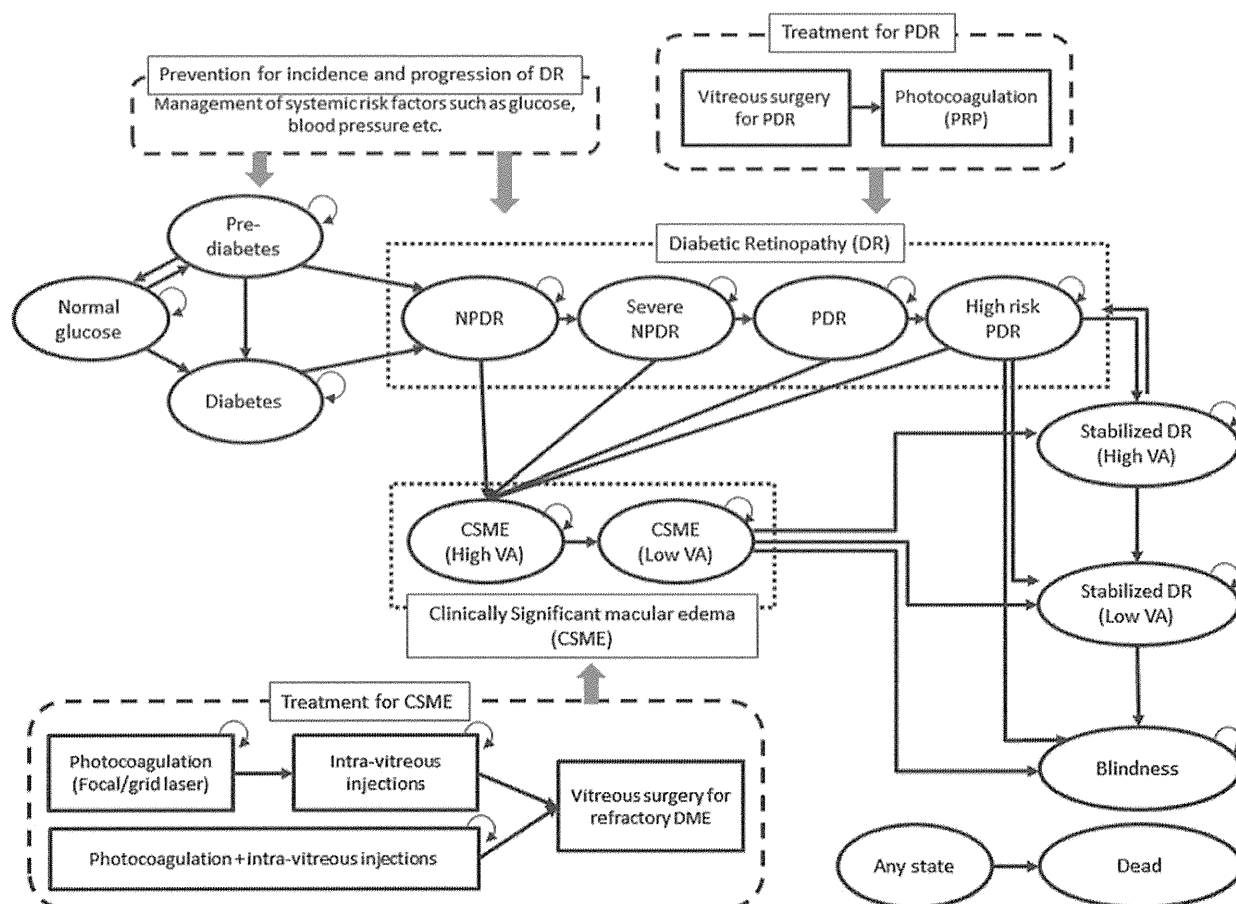 Treatment for PDR
Prevention for incidence and progression of DR
Management of systemic risk factors such as glucose,
blood pressure etc.
Vitreous surgery
for PDR
Photocoagulation
(PRP)
Pre-
diabetes
Normal
glucose
Diabetes
Diabetic Retinopathy (DR)
NPDR
Severe
NPDR
PDR
High risk
PDR
Stabilized DR
(High VA)
CSME
(High VA)
CSME
(Low VA)
Stabilized DR
(Low VA)
Clinically Significant macular edema
(CSME)
Treatment for CSME
Photocoagulation
(Focal/grid laser)
Intra-vitreous
injections
Vitreous surgery for
refractory DME
Photocoagulation + intra-vitreous injections
Blindness
Any state
Dead